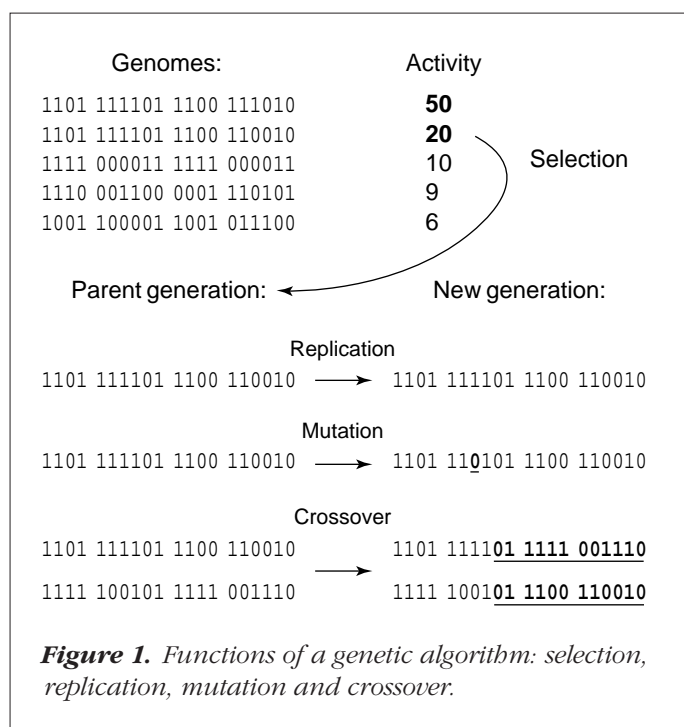 Genomes: Activity
1101 111101 1100 111010 50
1101 111101 1100 110010 20
1111 000011 1111 000011 10
Selection
1110 001100 0001 110101 9
1001 100001 1001 011100 6
Parent generation: New generation:
Replication
1101 111101 1100 110010 1101 111101 1100 110010
Mutation
1101 111101 1100 110010 1101 110101 1100 110010
Crossover
1101 111101 1100 110010 1101 111101 1111 001110
1111 100101 1111 001110 1111 100101 1100 110010
Figure 1. Functions of a genetic algorithm: selection,
replication, mutation and crossover.